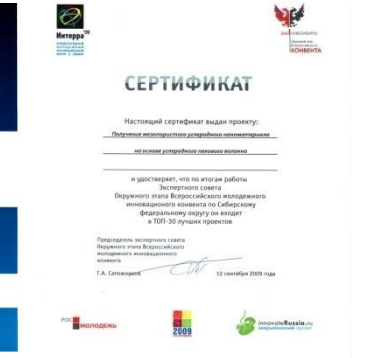 Интерра
КОНВЕНТА
СЕРТИФИКАТ
Настоящий сертификат выдан проекту:
Получение мезопористого углеродного наноматериала
на основе углеродного пекового волокна
и удостверяет, что по итогам работы
Экспертного совета
Окружного этапа Всероссийского молодежного
инновационного конвента по Сибирскому
федеральному округу он входит
в ТОП-30 лучших проектов
Председатель экспертного совета
Окружного этапа Всероссийского
молодежного инновационного
конвента
Г.А. Сапожников 12 сентября 2009 года
РОС МОЛОДЕЖЬ
2009
innovateRussia.ru